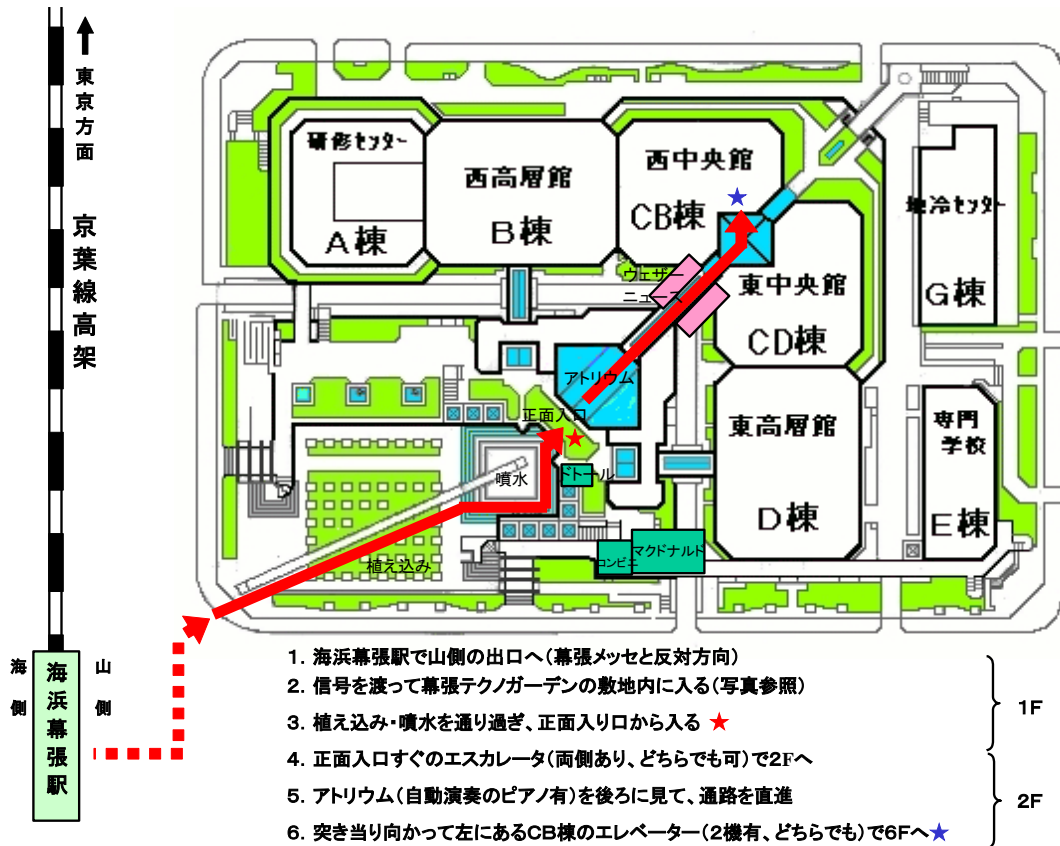 東京方面
京葉線高架
海側
山側
海浜幕張駅
研修センター
A棟
西高層館
B棟
西中央館
★
CB棟
地冷センター
G棟
ウェザー
ニュース
東中央館
CD棟
アトリウム
正面入口
★
東高層館
D棟
専門
学校
E棟
噴水
ドトール
植え込み
コンビニ
マクドナルド
1. 海浜幕張駅で山側の出口へ(幕張メッセと反対方向)
2. 信号を渡って幕張テクノガーデンの敷地内に入る(写真参照)
3. 植え込み・噴水を通り過ぎ、正面入り口から入る ★
1F
4. 正面入口すぐのエスカレータ(両側あり、どちらでも可)で2Fへ
5. アトリウム(自動演奏のピアノ有)を後ろに見て、通路を直進
6. 突き当り向かって左にあるCB棟のエレベーター(2機有、どちらでも)で6Fへ★
2F